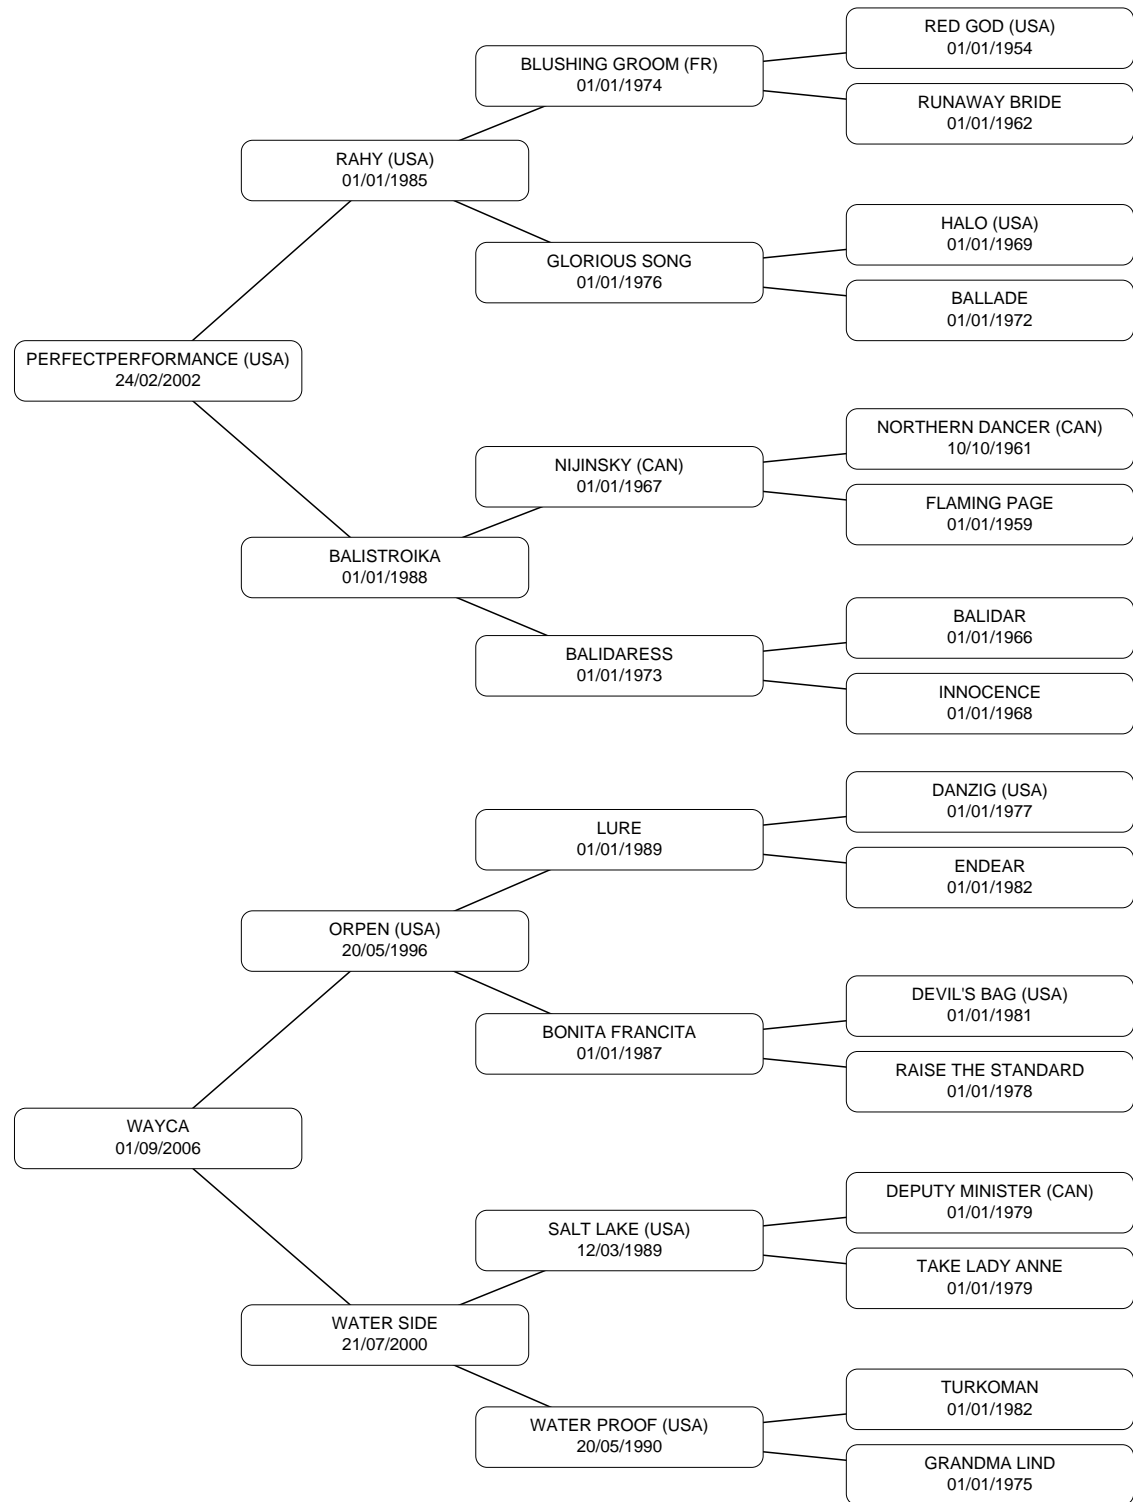 RED GOD (USA)
01/01/1954
BLUSHING GROOM (FR)
01/01/1974
RUNAWAY BRIDE
01/01/1962
RAHY (USA)
01/01/1985
HALO (USA)
01/01/1969
GLORIOUS SONG
01/01/1976
BALLADE
01/01/1972
PERFECTPERFORMANCE (USA)
24/02/2002
NORTHERN DANCER (CAN)
10/10/1961
NIJINSKY (CAN)
01/01/1967
FLAMING PAGE
01/01/1959
BALISTROIKA
01/01/1988
BALIDAR
01/01/1966
BALIDARESS
01/01/1973
INNOCENCE
01/01/1968
DANZIG (USA)
01/01/1977
LURE
01/01/1989
ENDEAR
01/01/1982
ORPEN (USA)
20/05/1996
DEVIL'S BAG (USA)
01/01/1981
BONITA FRANCITA
01/01/1987
RAISE THE STANDARD
01/01/1978
WAYCA
01/09/2006
DEPUTY MINISTER (CAN)
01/01/1979
SALT LAKE (USA)
12/03/1989
TAKE LADY ANNE
01/01/1979
WATER SIDE
21/07/2000
TURKOMAN
01/01/1982
WATER PROOF (USA)
20/05/1990
GRANDMA LIND
01/01/1975